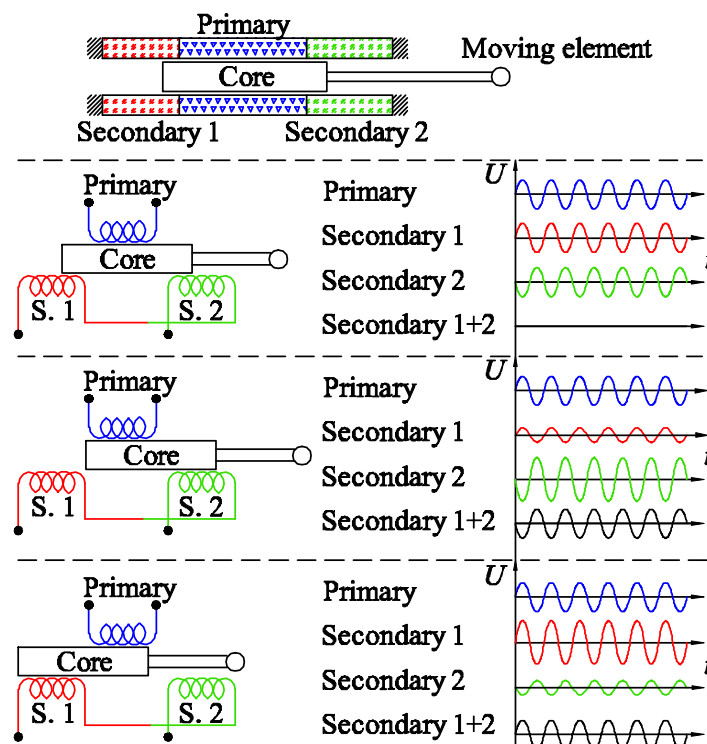 Primary
Moving element
Core
Secondary 1 Secondary 2
U
Primary Primary
Secondary 1
Core
t
S. 1 S. 2 Secondary 2
Secondary 1+2
U
Primary Primary
Secondary 1
Core
t
S. 1 S. 2 Secondary 2
Secondary 1+2
U
Primary Primary
Secondary 1
Core
t
S. 1 S. 2 Secondary 2
Secondary 1+2